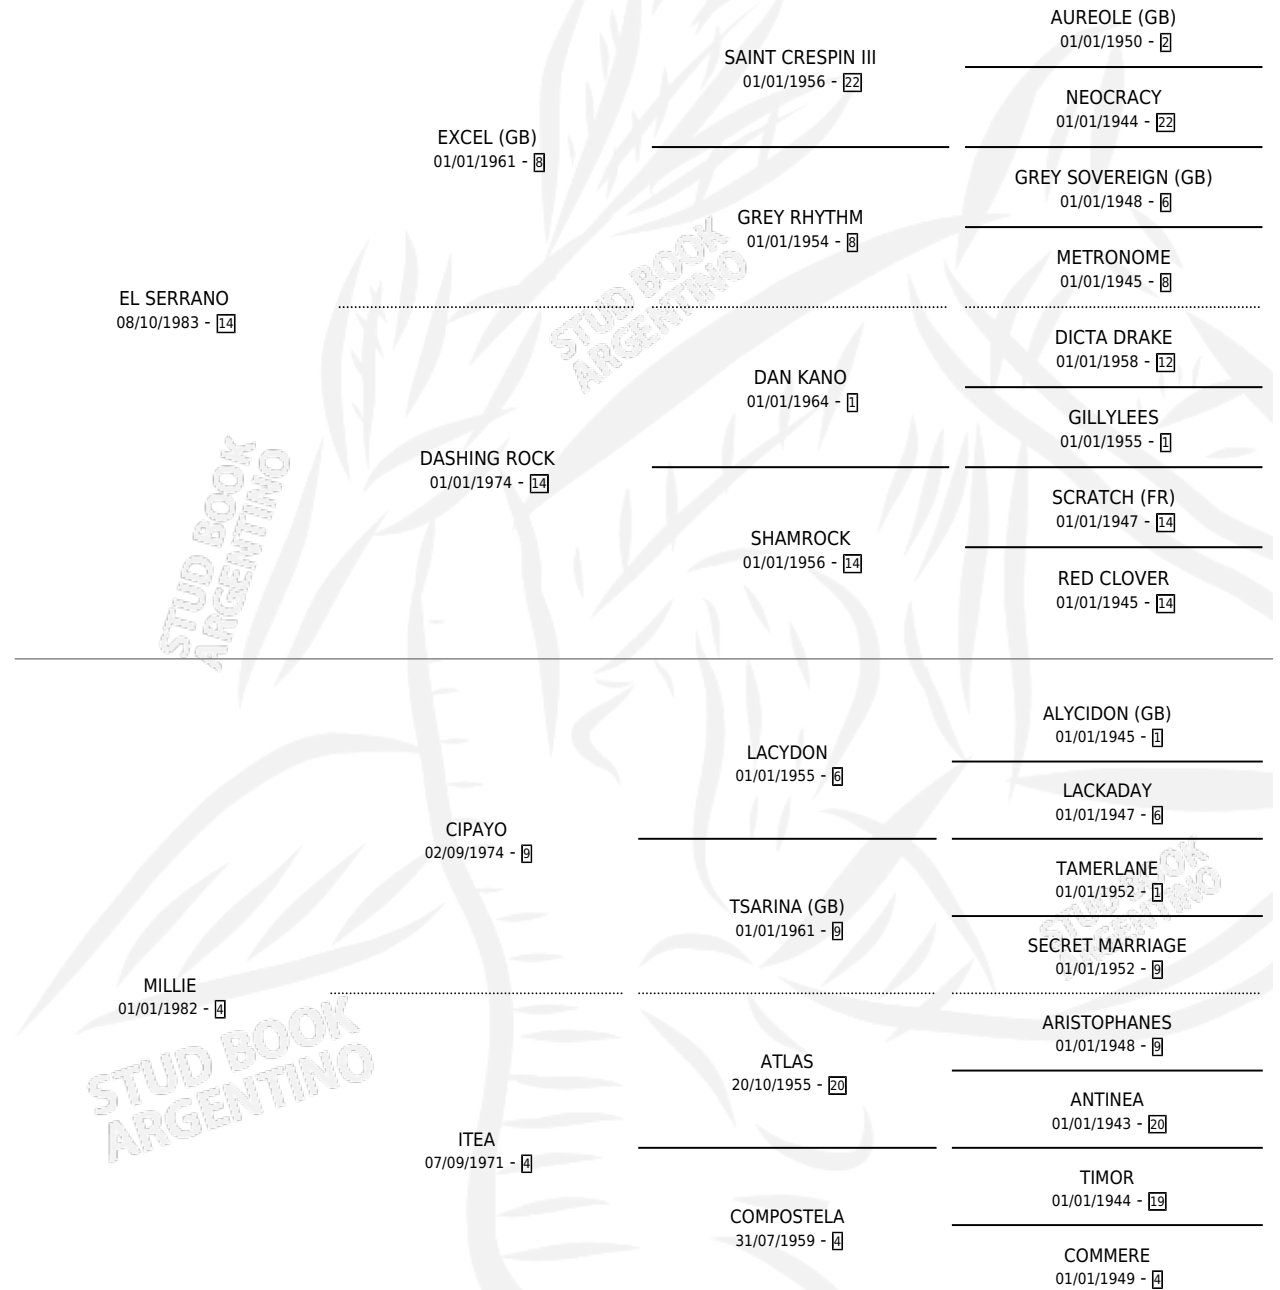 AUREOLE (GB)
01/01/1950 - 2
SAINT CRESPIN III
01/01/1956 - 22
NEOCRACY
01/01/1944 - 22
EXCEL (GB)
01/01/1961 - 8
GREY SOVEREIGN (GB)
01/01/1948 - 6
GREY RHYTHM
01/01/1954 - 8
METRONOME
01/01/1945 - 8
EL SERRANO
08/10/1983 - 14
STUD BOOK
ARGENTINO
DICTA DRAKE
01/01/1958 - 12
DAN KANO
01/01/1964 - 1
GILLYLEES
01/01/1955 - 1
DASHING ROCK
01/01/1974 - 14
SCRATCH (FR)
01/01/1947 - 14
SHAMROCK
01/01/1956 - 14
RED CLOVER
01/01/1945 - 14
STUD BOOK
ARGENTINO
ALYCIDON (GB)
01/01/1945 - 1
LACYDON
01/01/1955 - 6
LACKADAY
01/01/1947 - 6
CIPAYO
02/09/1974 - 9
TAMERLANE
01/01/1952 - 1
TSARINA (GB)
01/01/1961 - 9
STUD BOOK
ARGENTINO
SECRET MARRIAGE
01/01/1952 - 9
MILLIE
01/01/1982 - 4
STUD BOOK
ARGENTINO
ARISTOPHANES
01/01/1948 - 9
ATLAS
20/10/1955 - 20
ANTINEA
01/01/1943 - 20
ITEA
07/09/1971 - 4
TIMOR
01/01/1944 - 19
COMPOSTELA
31/07/1959 - 4
COMMERE
01/01/1949 - 4